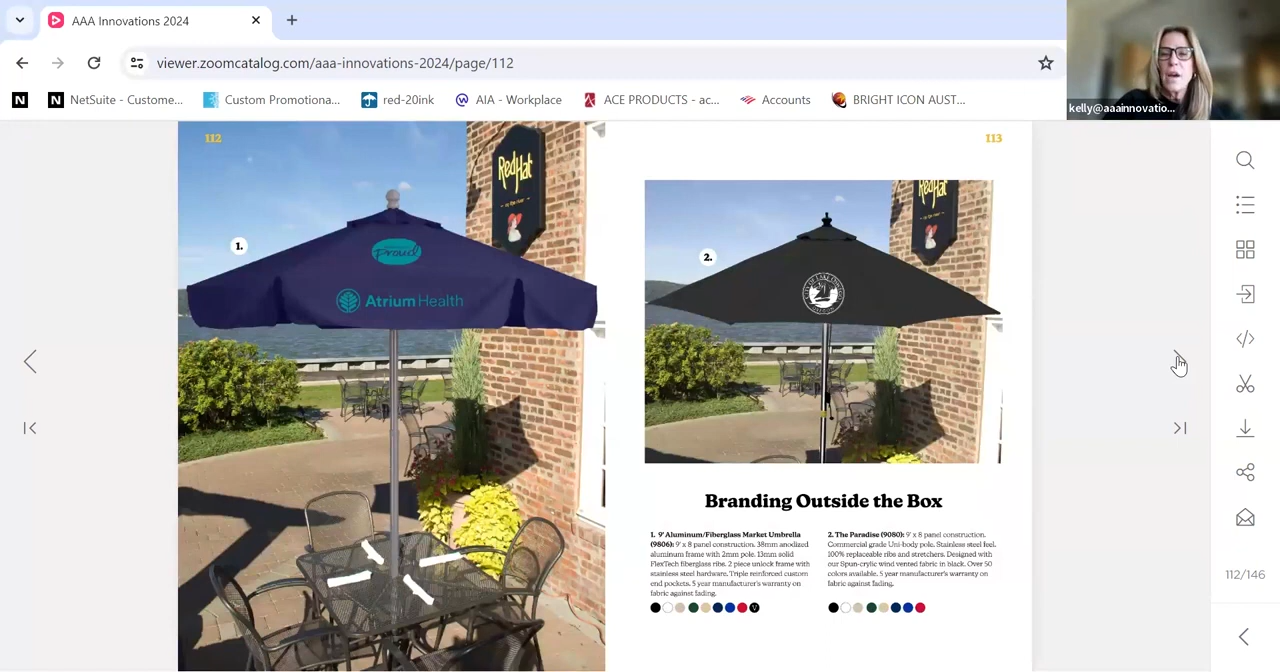 AAA Innovations 2024
viewer.zoomcatalog.com/aaa-innovations-2024/page/112
N
N NetSuite - Custome...
Custom Promotiona...
red-20ink
AIA - Workplace
ACE PRODUCTS - ac...
Accounts
BRIGHT ICON AUST...
kelly@aaainnovatio...
112
RedHat
1.
Proud
Atrium Health
113
RedHat
2.
Branding Outside the Box
1. 9' Aluminum/Fiberglass Market Umbrella
(9806): 9' x 8 panel construction. 38mm anodized
aluminum frame with 2mm pole. 13mm solid
FlexTech fiberglass ribs. 2 piece unlock frame with
stainless steel hardware. Triple reinforced custom
end pockets. 5 year manufacturer's warranty on
fabric against fading.
2. The Paradise (9080): 9' x 8 panel construction.
Commercial grade Uni-body pole. Stainless steel feel.
100% replaceable ribs and stretchers. Designed with
our Spun-crylic wind vented fabric in black. Over 50
colors available. 5 year manufacturer's warranty on
fabric against fading.
112/146